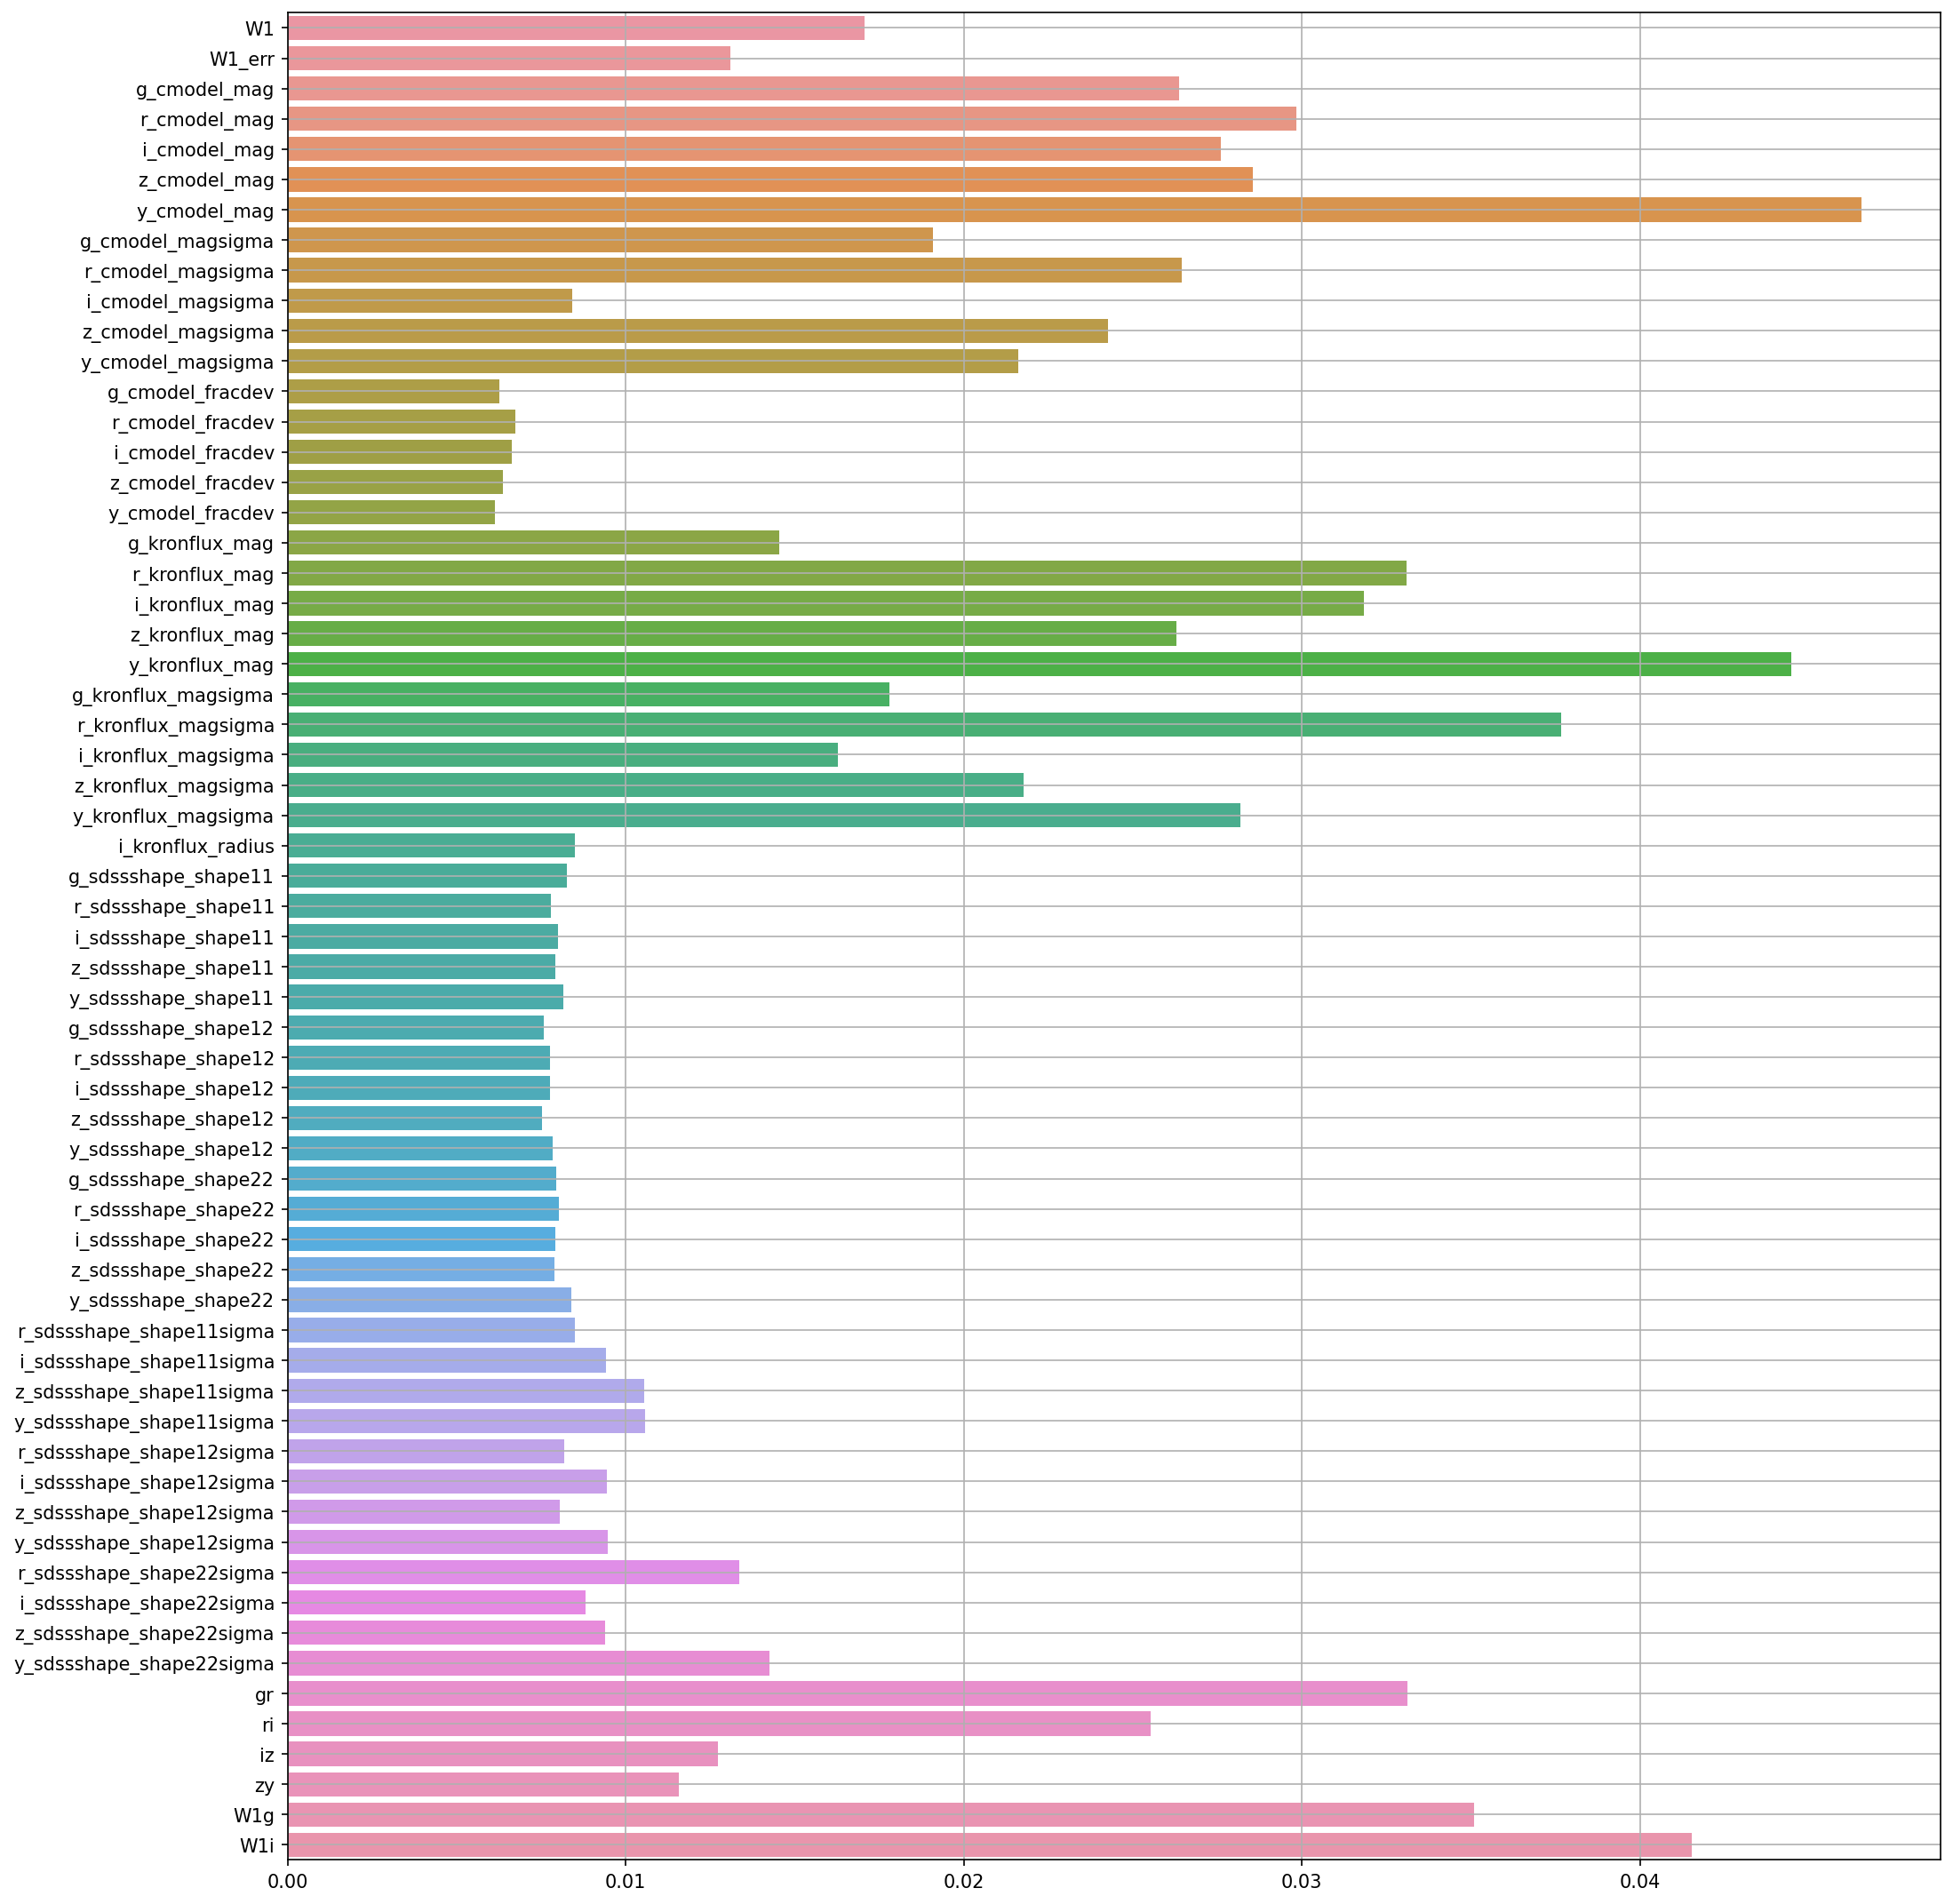 W1
W1_err
g_cmodel_mag
r_cmodel_mag
i_cmodel_mag
z_cmodel_mag
y_cmodel_mag
g_cmodel_magsigma
r_cmodel_magsigma
i_cmodel_magsigma
z_cmodel_magsigma
y_cmodel_magsigma
g_cmodel_fracdev
r_cmodel_fracdev
i_cmodel_fracdev
z_cmodel_fracdev
y_cmodel_fracdev
g_kronflux_mag
r_kronflux_mag
i_kronflux_mag
z_kronflux_mag
y_kronflux_mag
g_kronflux_magsigma
r_kronflux_magsigma
i_kronflux_magsigma
z_kronflux_magsigma
y_kronflux_magsigma
i_kronflux_radius
g_sdssshape_shape11
r_sdssshape_shape11
i_sdssshape_shape11
z_sdssshape_shape11
y_sdssshape_shape11
g_sdssshape_shape12
r_sdssshape_shape12
i_sdssshape_shape12
z_sdssshape_shape12
y_sdssshape_shape12
g_sdssshape_shape22
r_sdssshape_shape22
i_sdssshape_shape22
z_sdssshape_shape22
y_sdssshape_shape22
r_sdssshape_shape11sigma
i_sdssshape_shape11sigma
z_sdssshape_shape11sigma
y_sdssshape_shape11sigma
r_sdssshape_shape12sigma
i_sdssshape_shape12sigma
z_sdssshape_shape12sigma
y_sdssshape_shape12sigma
r_sdssshape_shape22sigma
i_sdssshape_shape22sigma
z_sdssshape_shape22sigma
y_sdssshape_shape22sigma
gr
ri
iz
zy
W1g
W1i
0.00 0.01 0.02 0.03 0.04